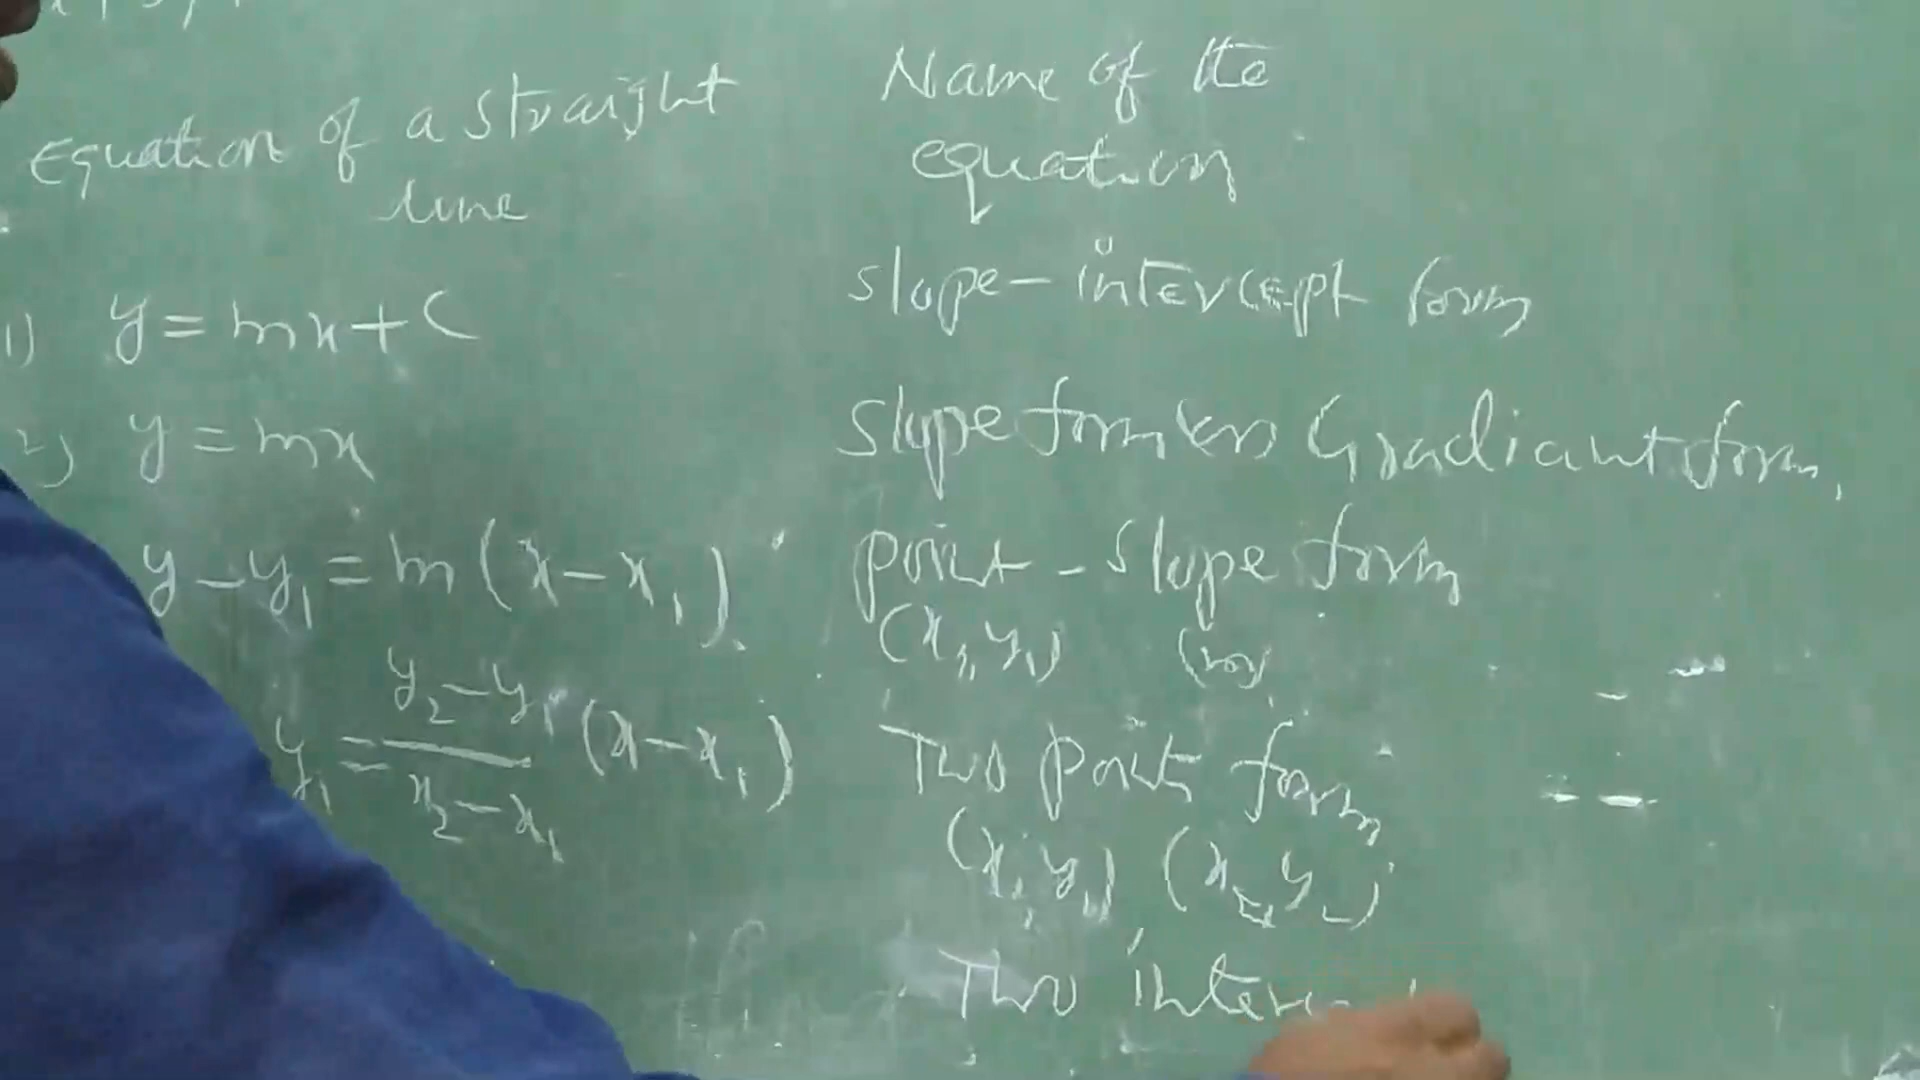 Equation of a straight
line
Name of the
equation
1) y = mx + c
slope - intercept form
2) y = mx
slope form (or) Gradiant form,
y - y₁ = m (x - x₁)
point - slope form
(x₁, y₁) (m)
y₁ = y₂ - y₁ / x₂ - x₁ (x - x₁)
Two point form
(x₁, y₁) (x₂, y₂)
Two